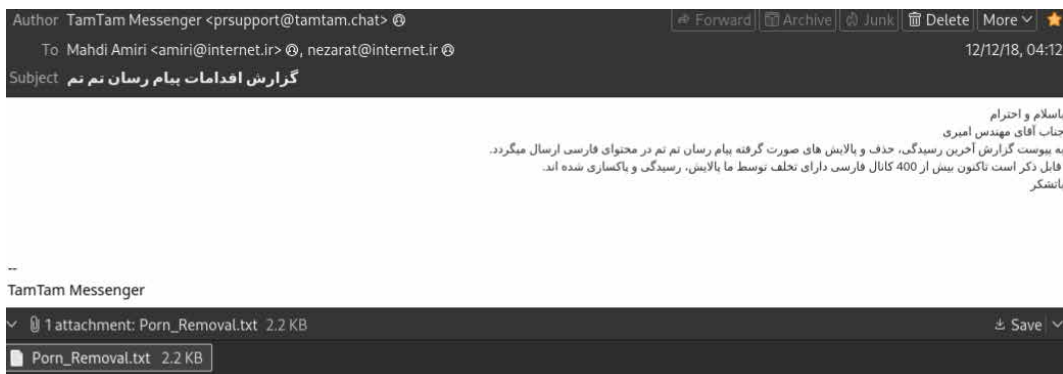 Author TamTam Messenger <prsupport@tamtam.chat>
Forward Archive Junk Delete More
To Mahdi Amiri <amiri@internet.ir>, nezarat@internet.ir
12/12/18, 04:12
Subject گزارش اقدامات پیام رسان تم تم
باسلام و احترام
جناب آقای مهندس امیری
به پیوست گزارش آخرین رسیدگی، حذف و پالایش های صورت گرفته پیام رسان تم تم در محتوای فارسی ارسال میگردد.
قابل ذکر است تاکنون بیش از 400 کانال فارسی دارای تخلف توسط ما پالایش، رسیدگی و پاکسازی شده اند.
باتشکر
--
TamTam Messenger
1 attachment: Porn_Removal.txt 2.2 KB
Save
Porn_Removal.txt 2.2 KB